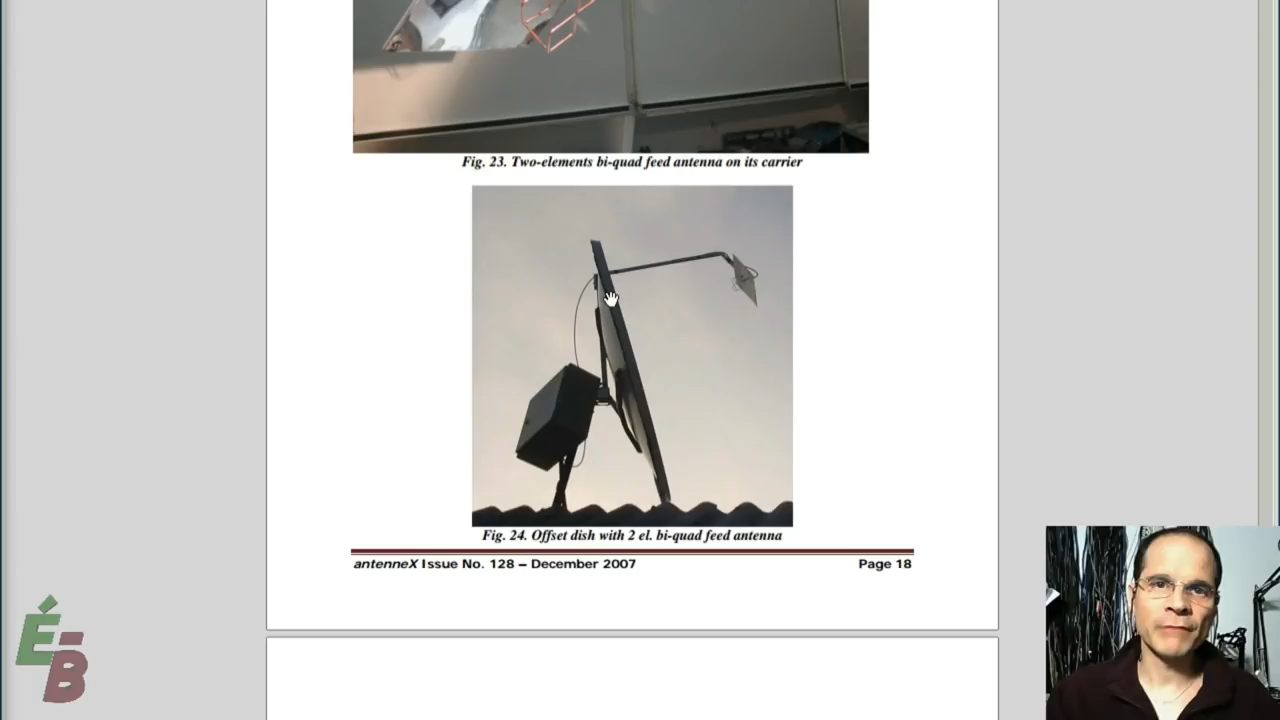 Fig. 23. Two-elements bi-quad feed antenna on its carrier
Fig. 24. Offset dish with 2 el. bi-quad feed antenna
antenneX Issue No. 128 – December 2007
Page 18
É-B